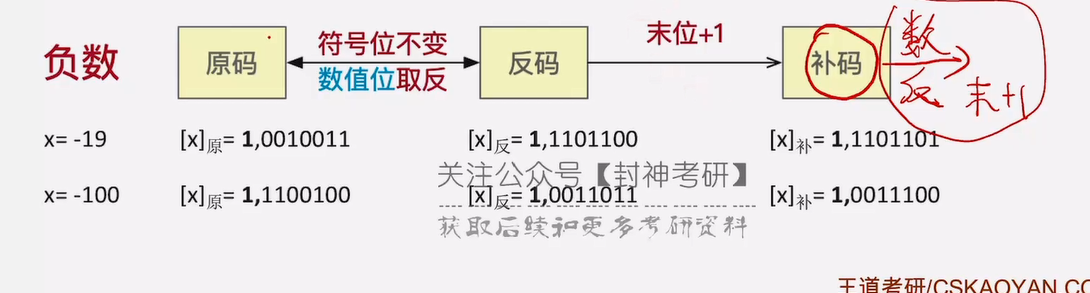 负数 原码 符号位不变 数值位取反 反码 末位+1 补码 数反 末+1
x= -19 [x]原= 1,0010011 [x]反= 1,1101100 [x]补= 1,1101101
关注公众号【封神考研】
x= -100 [x]原= 1,1100100 [x]反= 1,0011011 [x]补= 1,0011100
获取后续和更多考研资料
王道考研/CSKAOYAN.CO